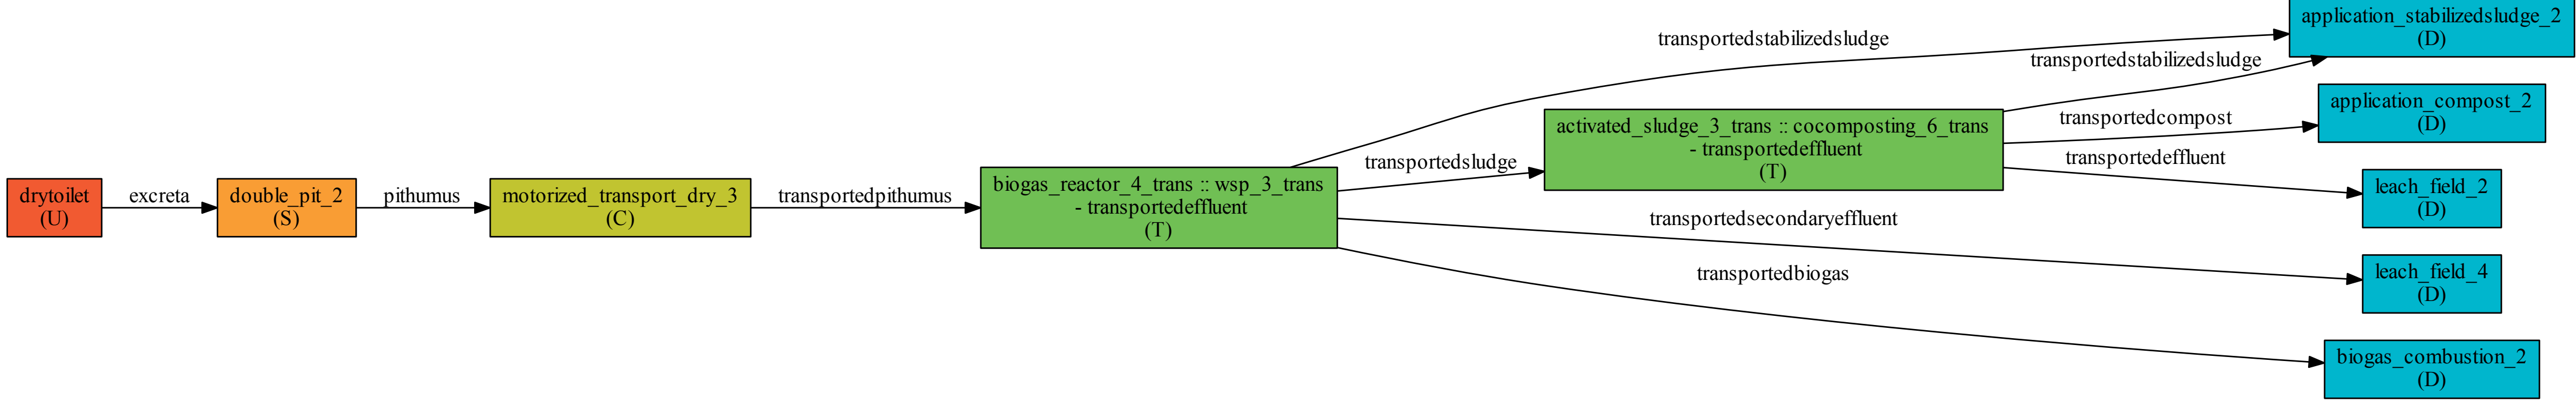 drytoilet
(U)
excreta
double_pit_2
(S)
pithumus
motorized_transport_dry_3
(C)
transportedpithumus
biogas_reactor_4_trans :: wsp_3_trans
- transportedeffluent
(T)
transportedstabilizedsludge
transportedsludge
transportedsecondaryeffluent
transportedbiogas
activated_sludge_3_trans :: cocomposting_6_trans
- transportedeffluent
(T)
transportedstabilizedsludge
transportedcompost
transportedeffluent
application_stabilizedsludge_2
(D)
application_compost_2
(D)
leach_field_2
(D)
leach_field_4
(D)
biogas_combustion_2
(D)